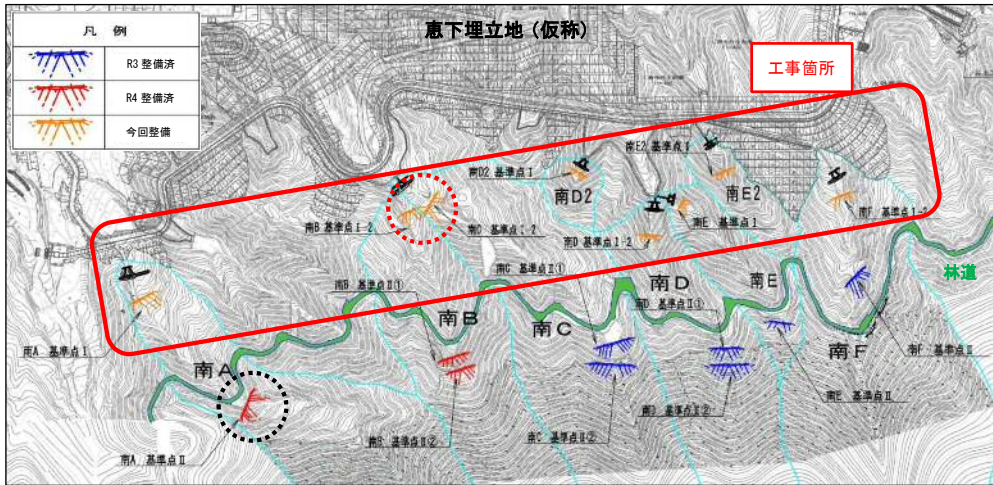 凡 例
R3 整備済
R4 整備済
今回整備
恵下埋立地 (仮称)
工事箇所
南E2 基準点Ⅰ
南D2 基準点Ⅰ
南D2
南E2
南B 基準点Ⅰ-2
南C 基準点Ⅰ-2
南E 基準点Ⅰ
南F 基準点Ⅰ-2
南D 基準点Ⅰ-2
南C 基準点Ⅱ①
林道
南B 基準点Ⅱ①
南D
南E
南D 基準点Ⅱ①
南A 基準点Ⅰ
南B
南C
南F
南F 基準点Ⅱ
南A
南E 基準点Ⅱ
南D 基準点Ⅱ②
南B 基準点Ⅱ②
南C 基準点Ⅱ②
南A 基準点Ⅱ